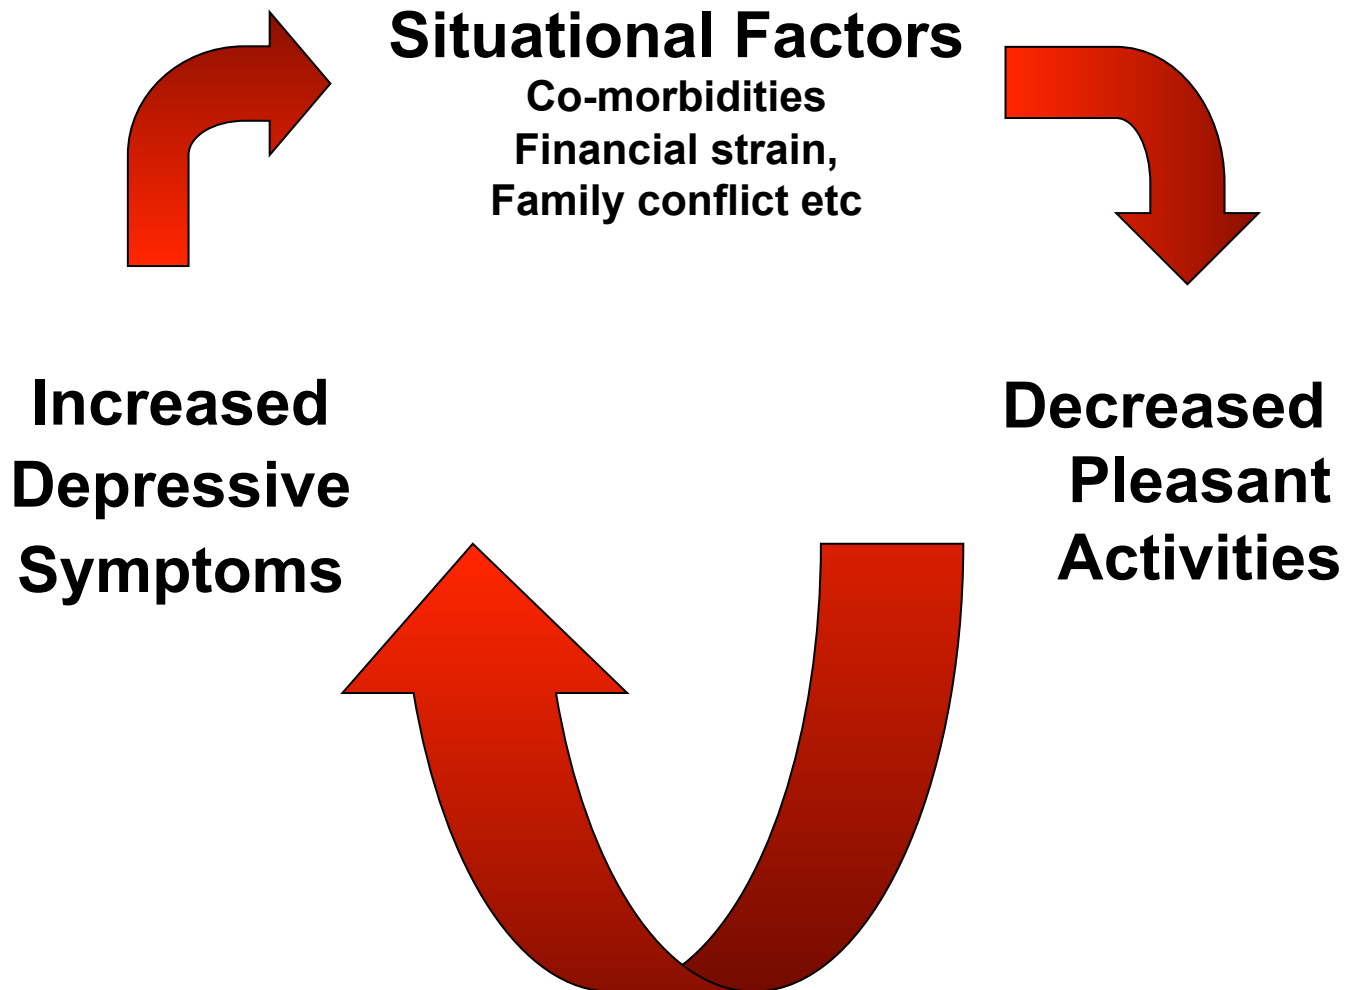 Situational Factors
Co-morbidities
Financial strain,
Family conflict etc
Increased
Depressive
Symptoms
Decreased
Pleasant
Activities